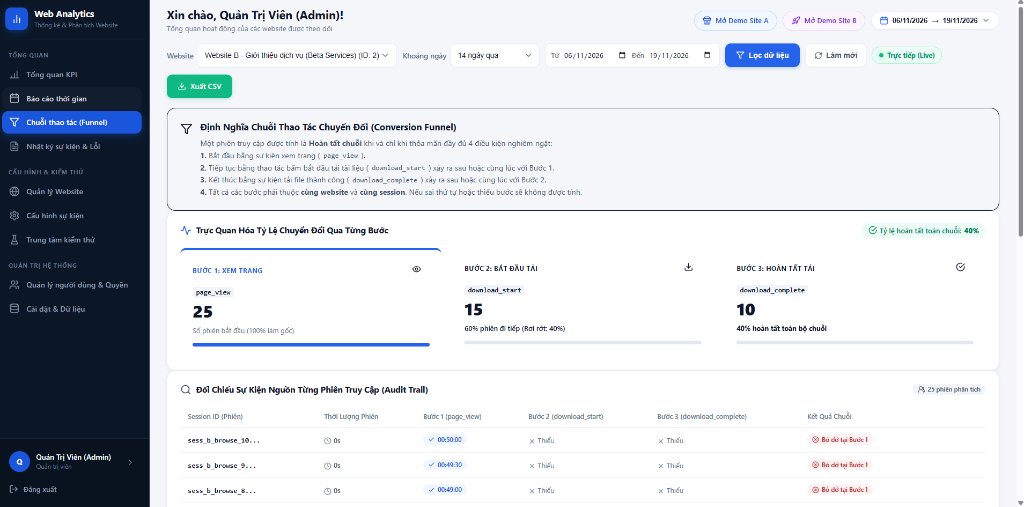 Web Analytics
Thống kê & Phân tích Website
TỔNG QUAN
Tổng quan KPI
Báo cáo thời gian
Chuỗi thao tác (Funnel)
Nhật ký sự kiện & Lỗi
CẤU HÌNH & KIỂM THỬ
Quản lý Website
Cấu hình sự kiện
Trung tâm kiểm thử
QUẢN TRỊ HỆ THỐNG
Quản lý người dùng & Quyền
Cài đặt & Dữ liệu
Q
Quản Trị Viên (Admin)
Quản trị viên
Đăng xuất
Xin chào, Quản Trị Viên (Admin)!
Tổng quan hoạt động của các website được theo dõi
Mở Demo Site A
Mở Demo Site B
06/11/2026 → 19/11/2026
Website
Website B - Giới thiệu dịch vụ (Beta Services) (ID: 2)
Khoảng ngày
14 ngày qua
Từ 06/11/2026
Đến 19/11/2026
Lọc dữ liệu
Làm mới
Trực tiếp (Live)
Xuất CSV
Định Nghĩa Chuỗi Thao Tác Chuyển Đổi (Conversion Funnel)
Một phiên truy cập được tính là Hoàn tất chuỗi khi và chỉ khi thỏa mãn đầy đủ 4 điều kiện nghiêm ngặt:
1. Bắt đầu bằng sự kiện xem trang ( page_view ).
2. Tiếp tục bằng thao tác bấm bắt đầu tải tài liệu ( download_start ) xảy ra sau hoặc cùng lúc với Bước 1.
3. Kết thúc bằng sự kiện tải file thành công ( download_complete ) xảy ra sau hoặc cùng lúc với Bước 2.
4. Tất cả các bước phải thuộc cùng website và cùng session. Nếu sai thứ tự hoặc thiếu bước sẽ không được tính.
Trực Quan Hóa Tỷ Lệ Chuyển Đổi Qua Từng Bước
Tỷ lệ hoàn tất toàn chuỗi: 40%
BƯỚC 1: XEM TRANG
page_view
25
Số phiên bắt đầu (100% làm gốc)
BƯỚC 2: BẮT ĐẦU TẢI
download_start
15
60% phiên đi tiếp (Rơi rớt: 40%)
BƯỚC 3: HOÀN TẤT TẢI
download_complete
10
40% hoàn tất toàn bộ chuỗi
Đối Chiếu Sự Kiện Nguồn Từng Phiên Truy Cập (Audit Trail)
25 phiên phân tích
Session ID (Phiên) Thời Lượng Phiên Bước 1 (page_view) Bước 2 (download_start) Bước 3 (download_complete) Kết Quả Chuỗi
sess_b_browse_10... 0s 00:50:00 Thiếu Thiếu Bỏ dở tại Bước 1
sess_b_browse_9... 0s 00:49:30 Thiếu Thiếu Bỏ dở tại Bước 1
sess_b_browse_8... 0s 00:49:00 Thiếu Thiếu Bỏ dở tại Bước 1